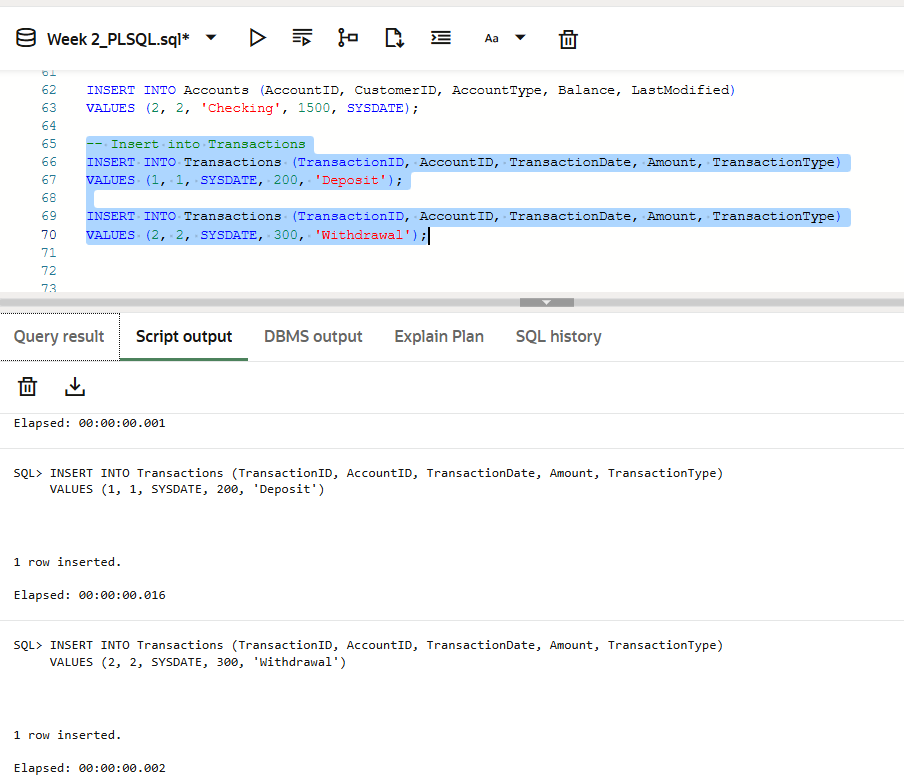 Week 2_PLSQL.sql*
Aa
61
62 INSERT INTO Accounts (AccountID, CustomerID, AccountType, Balance, LastModified)
63 VALUES (2, 2, 'Checking', 1500, SYSDATE);
64
65 -- Insert into Transactions
66 INSERT INTO Transactions (TransactionID, AccountID, TransactionDate, Amount, TransactionType)
67 VALUES (1, 1, SYSDATE, 200, 'Deposit');
68
69 INSERT INTO Transactions (TransactionID, AccountID, TransactionDate, Amount, TransactionType)
70 VALUES (2, 2, SYSDATE, 300, 'Withdrawal');
71
72
73
Query result Script output DBMS output Explain Plan SQL history
Elapsed: 00:00:00.001
SQL> INSERT INTO Transactions (TransactionID, AccountID, TransactionDate, Amount, TransactionType)
VALUES (1, 1, SYSDATE, 200, 'Deposit')
1 row inserted.
Elapsed: 00:00:00.016
SQL> INSERT INTO Transactions (TransactionID, AccountID, TransactionDate, Amount, TransactionType)
VALUES (2, 2, SYSDATE, 300, 'Withdrawal')
1 row inserted.
Elapsed: 00:00:00.002